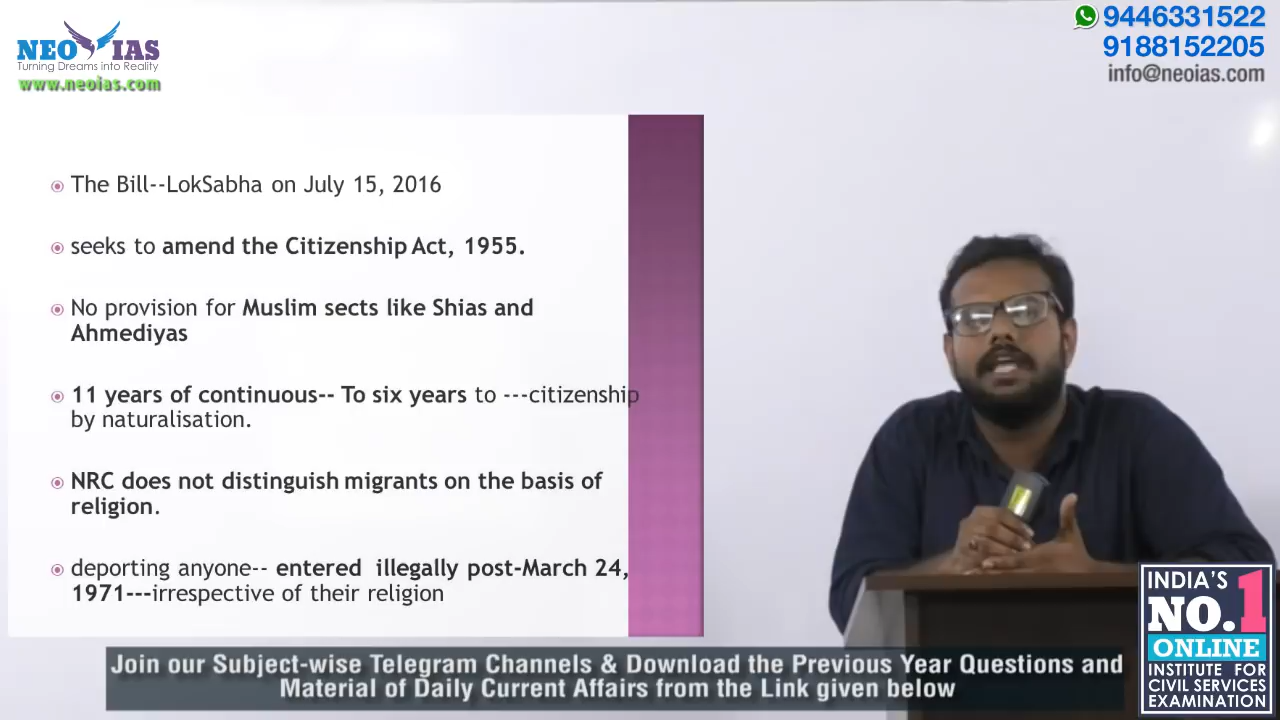 NEO IAS
Turning Dreams into Reality
www.neoias.com
9446331522
9188152205
info@neoias.com
The Bill--LokSabha on July 15, 2016
seeks to amend the Citizenship Act, 1955.
No provision for Muslim sects like Shias and
Ahmediyas
11 years of continuous-- To six years to ---citizenship
by naturalisation.
NRC does not distinguish migrants on the basis of
religion.
deporting anyone-- entered illegally post-March 24,
1971---irrespective of their religion
Join our Subject-wise Telegram Channels & Download the Previous Year Questions and
Material of Daily Current Affairs from the Link given below
INDIA'S
NO.1
ONLINE
INSTITUTE FOR
CIVIL SERVICES
EXAMINATION